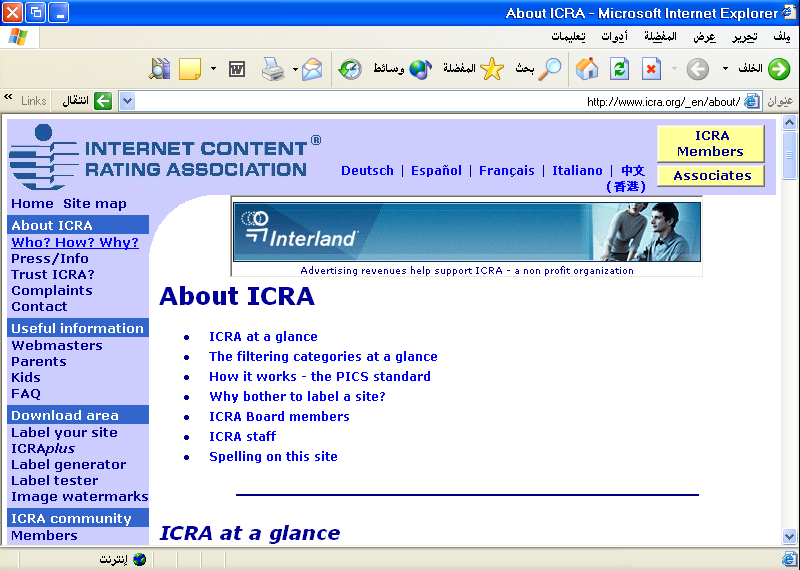 About ICRA - Microsoft Internet Explorer
ملف تحرير عرض المفضلة أدوات تعليمات
الخلف بحث المفضلة وسائط
عنوان http://www.icra.org/_en/about/ انتقال Links »
INTERNET CONTENT
RATING ASSOCIATION ®
Deutsch | Español | Français | Italiano | 中文
(香港)
ICRA
Members
Associates
Home Site map
About ICRA
Who? How? Why?
Press/Info
Trust ICRA?
Complaints
Contact
Useful information
Webmasters
Parents
Kids
FAQ
Download area
Label your site
ICRAplus
Label generator
Label tester
Image watermarks
ICRA community
Members
Interland
Advertising revenues help support ICRA - a non profit organization
About ICRA
• ICRA at a glance
• The filtering categories at a glance
• How it works - the PICS standard
• Why bother to label a site?
• ICRA Board members
• ICRA staff
• Spelling on this site
ICRA at a glance
إنترنت